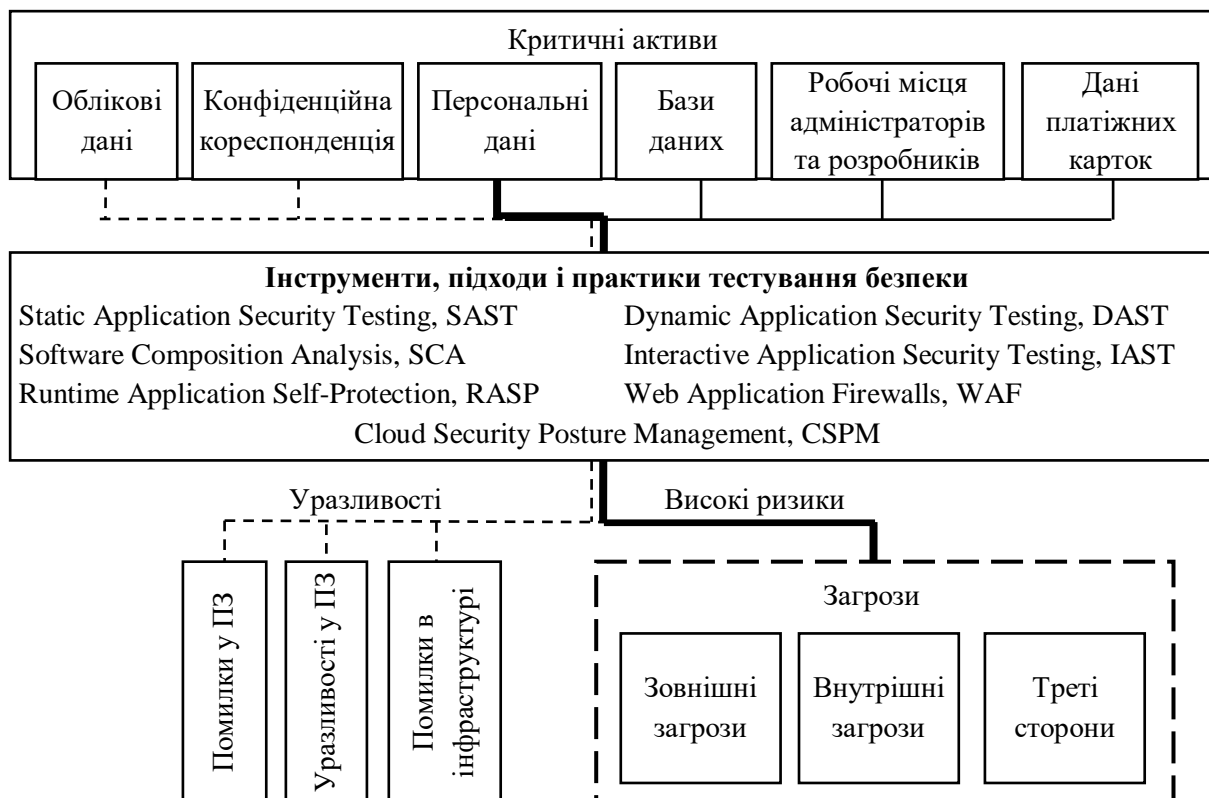 Критичні активи
Облікові
дані
Конфіденційна
кореспонденція
Персональні
дані
Бази
даних
Робочі місця
адміністраторів
та розробників
Дані
платіжних
карток
Інструменти, підходи і практики тестування безпеки
Static Application Security Testing, SAST
Dynamic Application Security Testing, DAST
Software Composition Analysis, SCA
Interactive Application Security Testing, IAST
Runtime Application Self-Protection, RASP
Web Application Firewalls, WAF
Cloud Security Posture Management, CSPM
Уразливості
Високі ризики
Помилки у ПЗ
Уразливості у ПЗ
Помилки в
інфраструктурі
Загрози
Зовнішні
загрози
Внутрішні
загрози
Треті
сторони